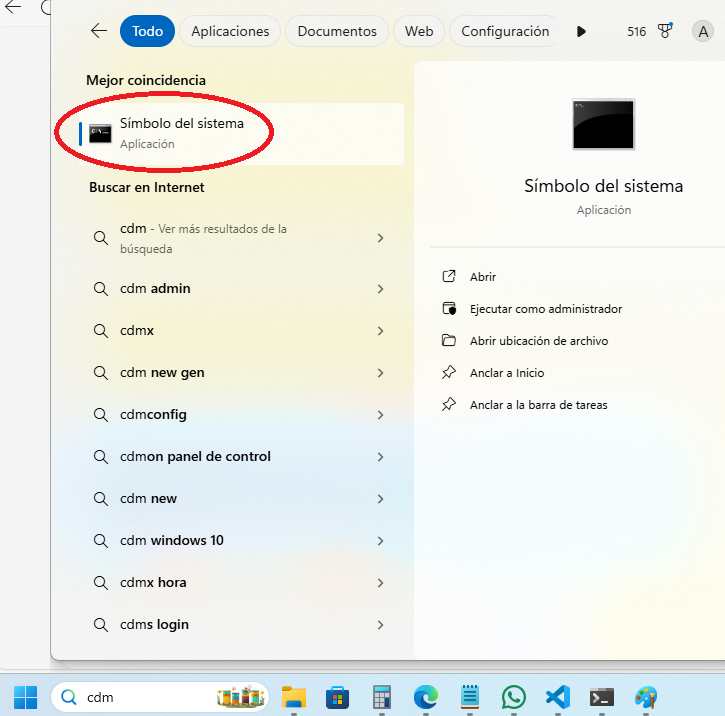 Todo
Aplicaciones
Documentos
Web
Configuración
516
A
Mejor coincidencia
Símbolo del sistema
Aplicación
Buscar en Internet
cdm - Ver más resultados de la
búsqueda
cdm admin
cdmx
cdm new gen
cdmconfig
cdmon panel de control
cdm new
cdm windows 10
cdmx hora
cdms login
Símbolo del sistema
Aplicación
Abrir
Ejecutar como administrador
Abrir ubicación de archivo
Anclar a Inicio
Anclar a la barra de tareas
cdm